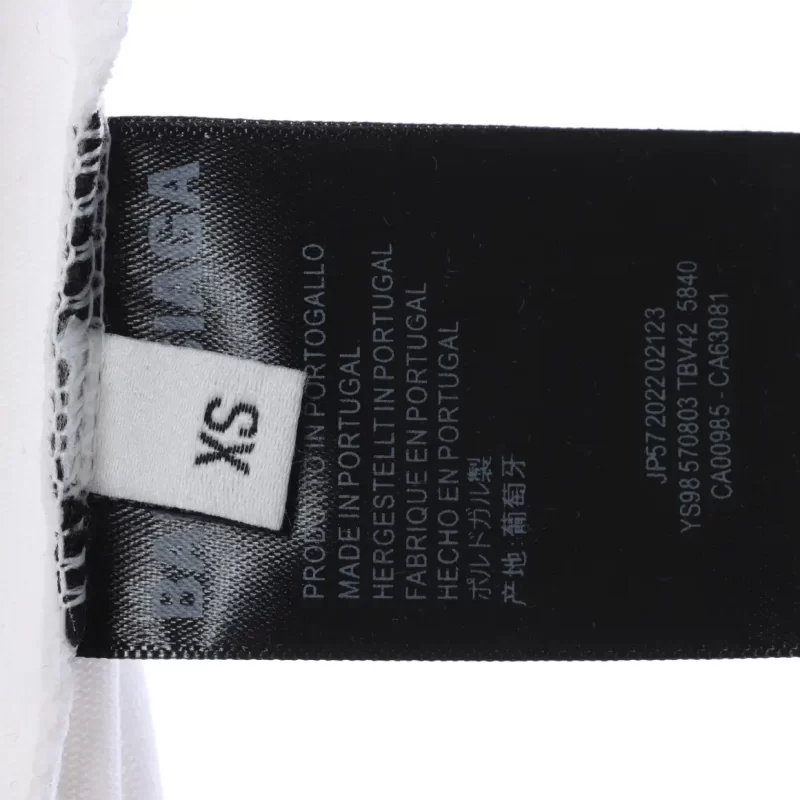 XS
PRODOTTO IN PORTOGALLO
MADE IN PORTUGAL
HERGESTELLT IN PORTUGAL
FABRIQUE EN PORTUGAL
HECHO EN PORTUGAL
ポルトガル製
产地:葡萄牙
JP57 2022 02123
YS98 570803 TBV42 5840
CA00985 - CA63081